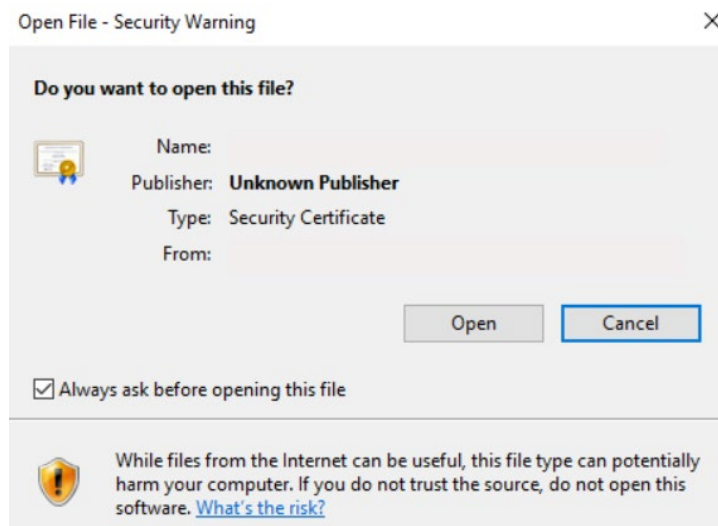 Open File - Security Warning
Do you want to open this file?
Name:
Publisher: Unknown Publisher
Type: Security Certificate
From:
Open Cancel
Always ask before opening this file
While files from the Internet can be useful, this file type can potentially
harm your computer. If you do not trust the source, do not open this
software. What's the risk?